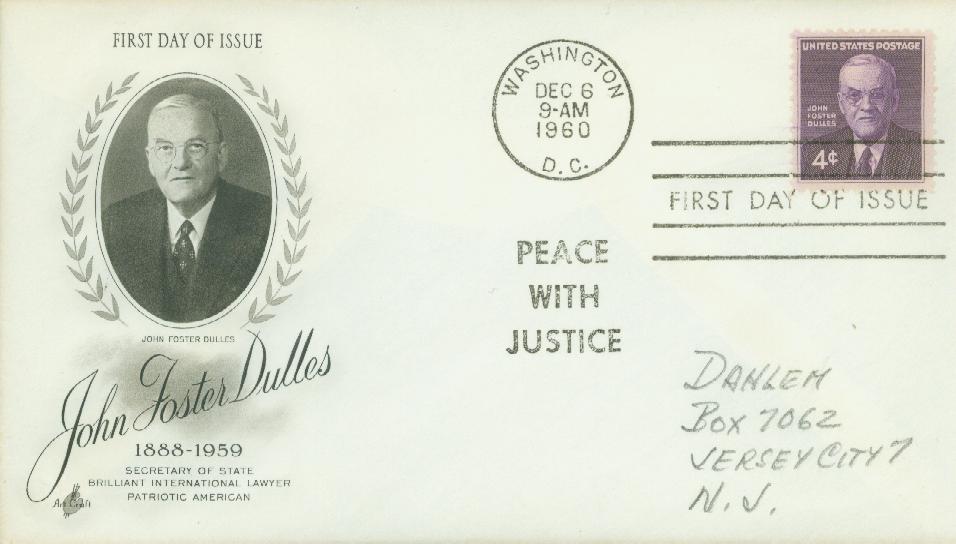 FIRST DAY OF ISSUE
JOHN FOSTER DULLES
John Foster Dulles
1888-1959
SECRETARY OF STATE
BRILLIANT INTERNATIONAL LAWYER
PATRIOTIC AMERICAN
Art Craft
WASHINGTON
DEC 6
9-AM
1960
D.C.
PEACE
WITH
JUSTICE
UNITED STATES POSTAGE
JOHN
FOSTER
DULLES
4¢
FIRST DAY OF ISSUE
DAHLEM
BOX 7062
JERSEY CITY 7
N.J.